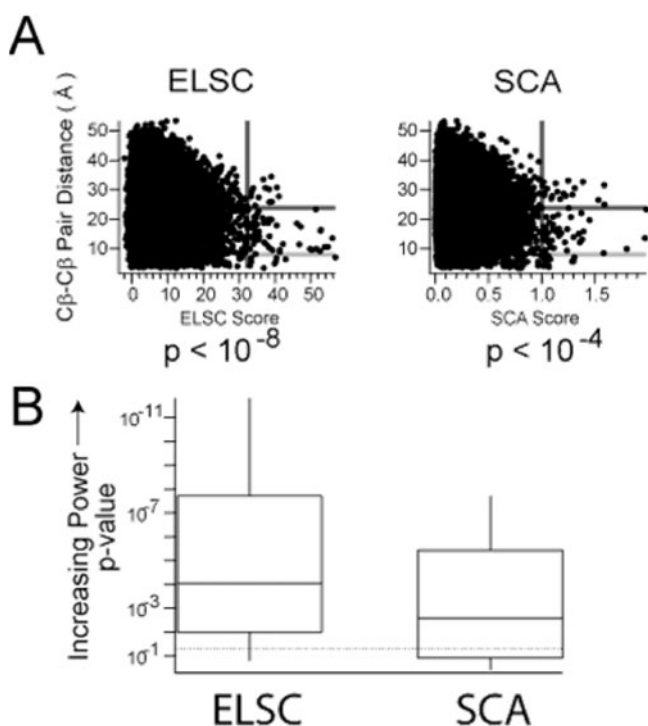 A
ELSC
SCA
Cβ-Cβ Pair Distance ( Å )
50
40
30
20
10
50
40
30
20
10
0 10 20 30 40 50
0.0 0.5 1.0 1.5
ELSC Score
SCA Score
p < 10⁻⁸
p < 10⁻⁴
B
Increasing Power
p-value
10⁻¹¹
10⁻⁷
10⁻³
10⁻¹
ELSC
SCA